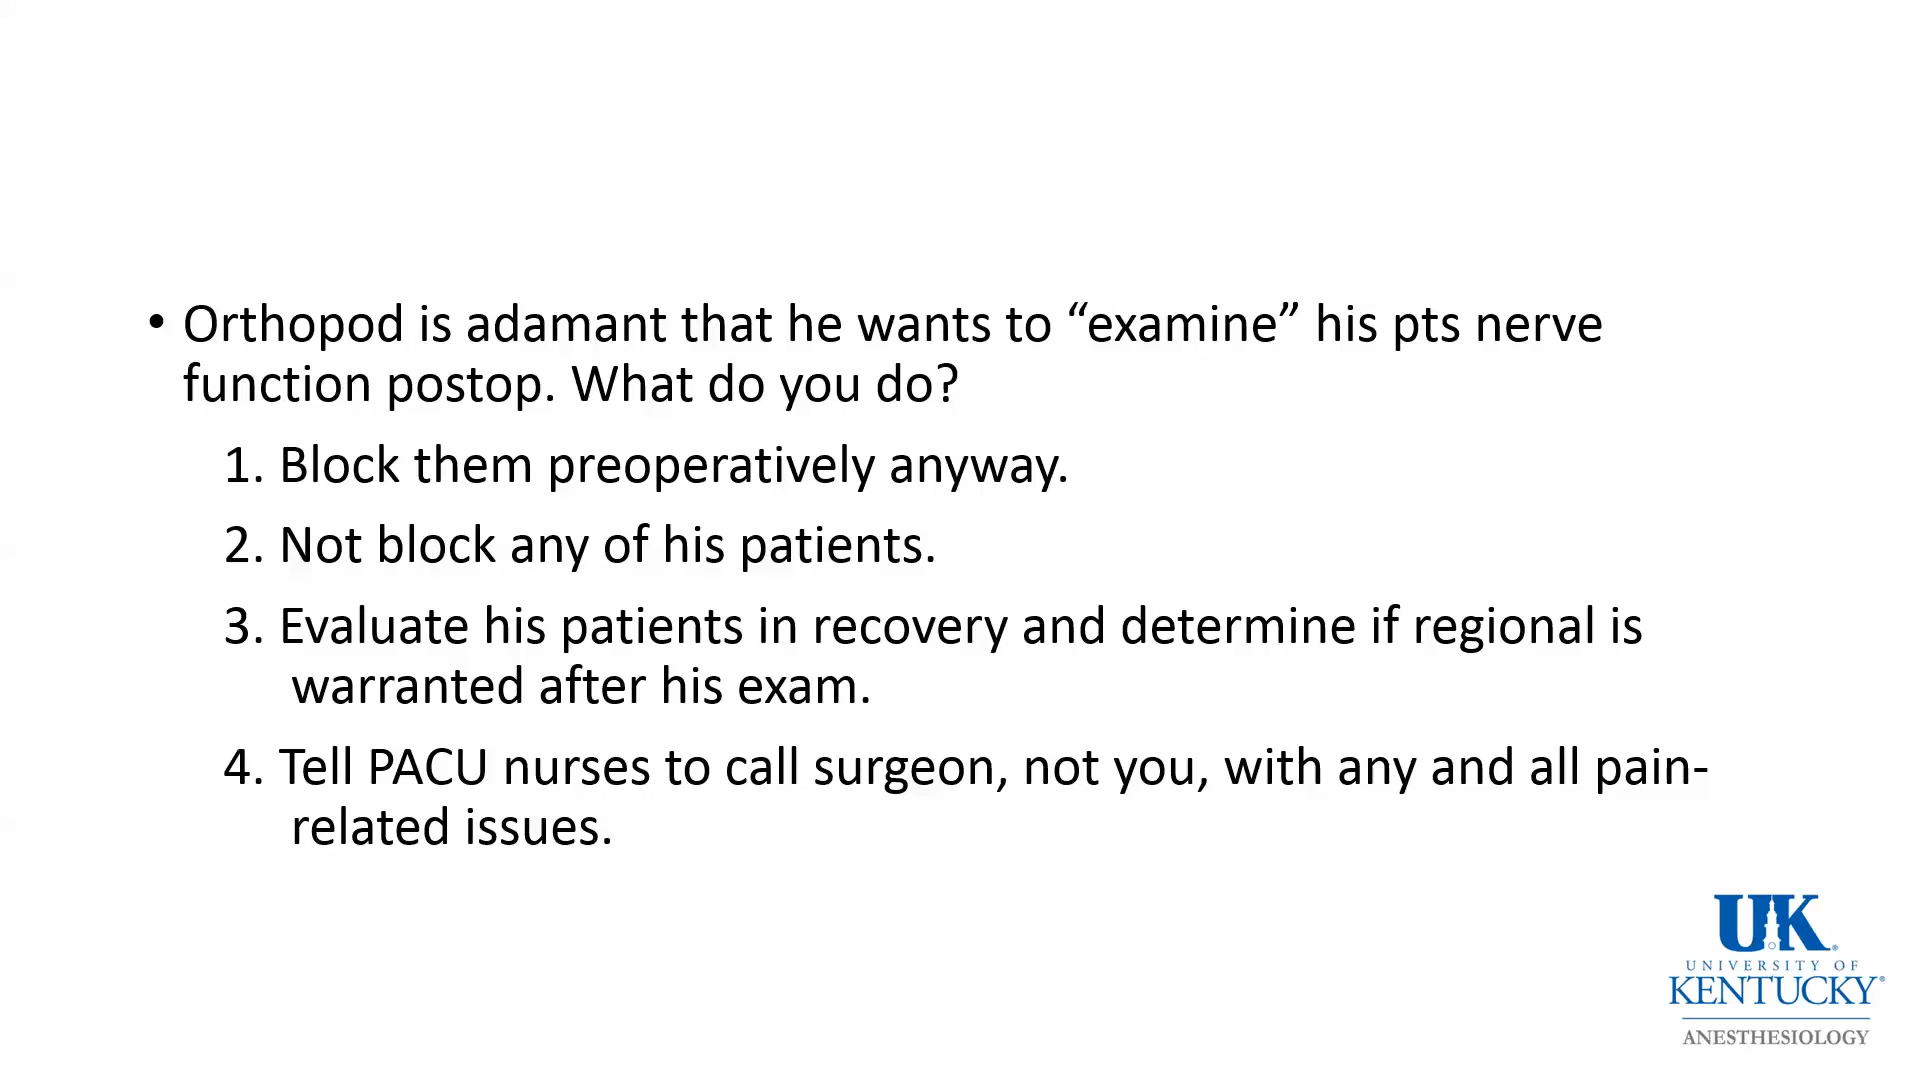 • Orthopod is adamant that he wants to “examine” his pts nerve
function postop. What do you do?
1. Block them preoperatively anyway.
2. Not block any of his patients.
3. Evaluate his patients in recovery and determine if regional is
warranted after his exam.
4. Tell PACU nurses to call surgeon, not you, with any and all pain-
related issues.
UK®
UNIVERSITY OF
KENTUCKY®
ANESTHESIOLOGY